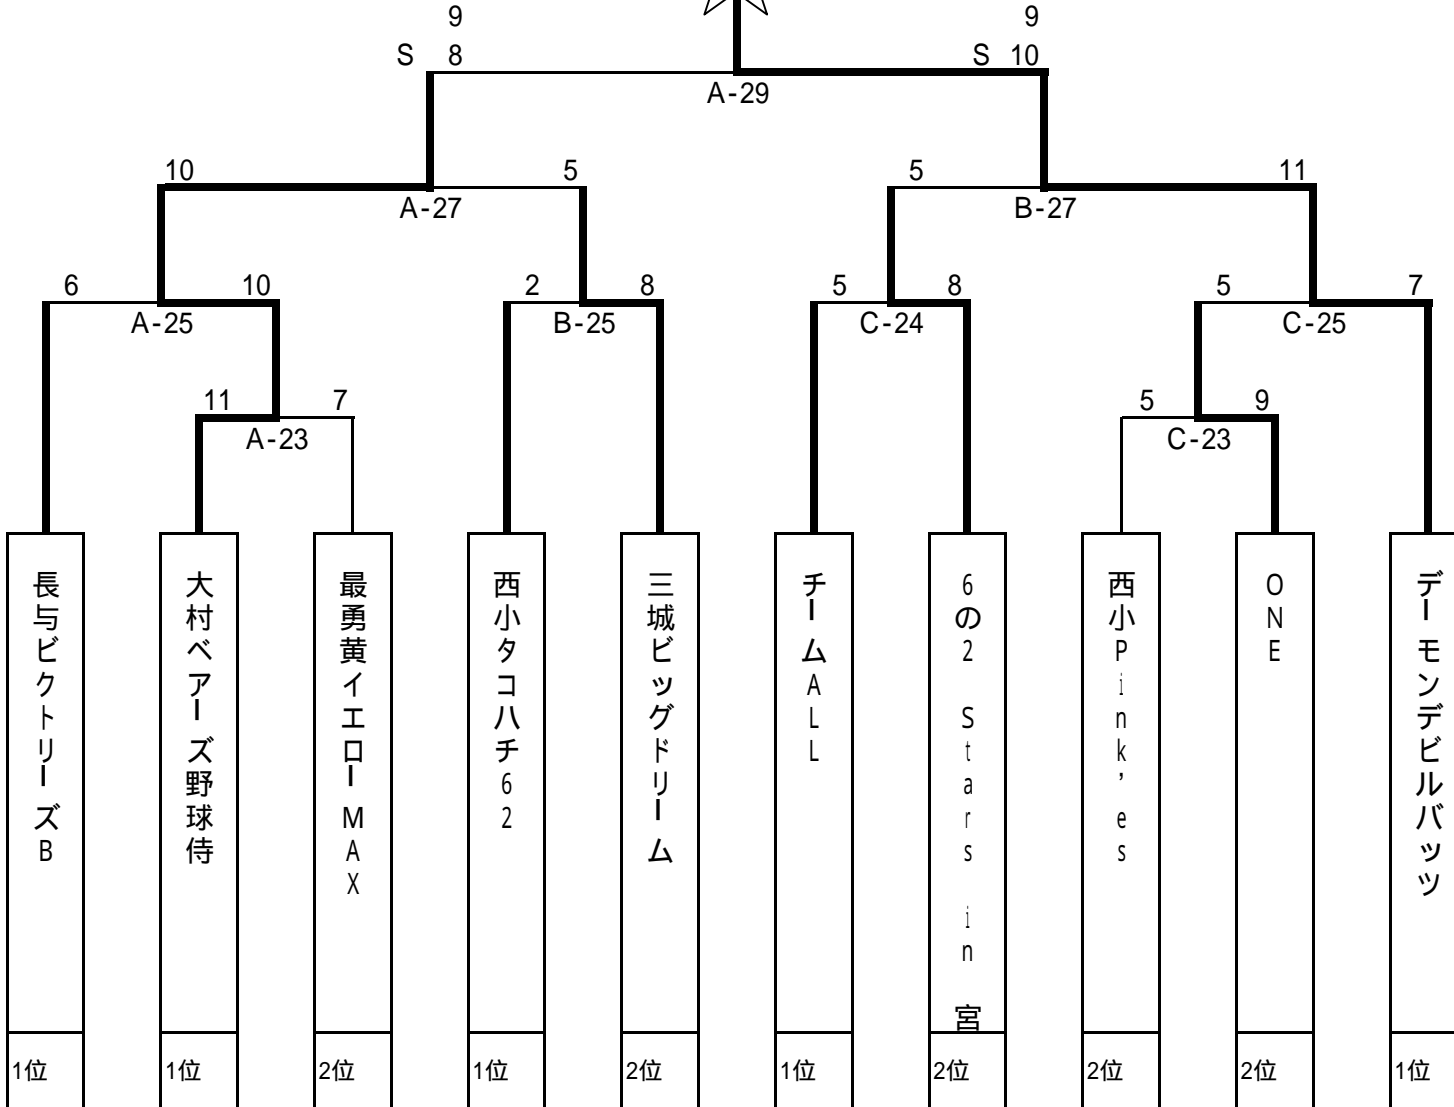 9 9
S 8 S 10
A-29
10 5 5 11
A-27 B-27
6 10 2 8 5 8 5 7
A-25 B-25 C-24 C-25
11 7 5 9
A-23 C-23
長与ビクトリーズB
大村ベアーズ野球侍
最勇黄イエローMAX
西小タコハチ62
三城ビッグドリーム
チームALL
6の2 Stars in 宮
西小Pink’es
ONE
デーモンデビルバッツ
1位 1位 2位 1位 2位 1位 2位 2位 2位 1位